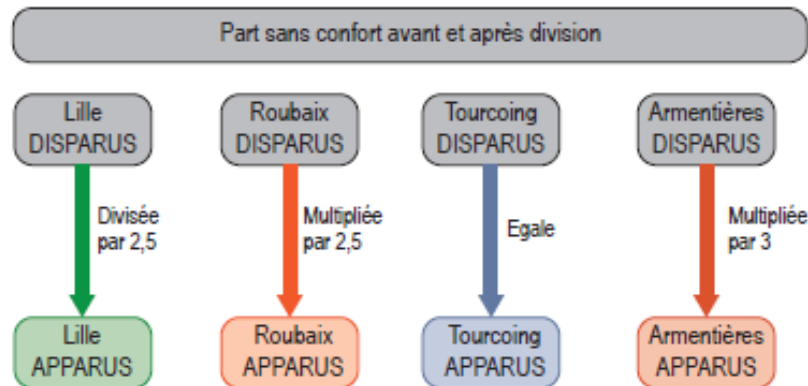 Part sans confort avant et après division
Lille
DISPARUS
Roubaix
DISPARUS
Tourcoing
DISPARUS
Armentières
DISPARUS
Divisée
par 2,5
Multipliée
par 2,5
Egale
Multipliée
par 3
Lille
APPARUS
Roubaix
APPARUS
Tourcoing
APPARUS
Armentières
APPARUS